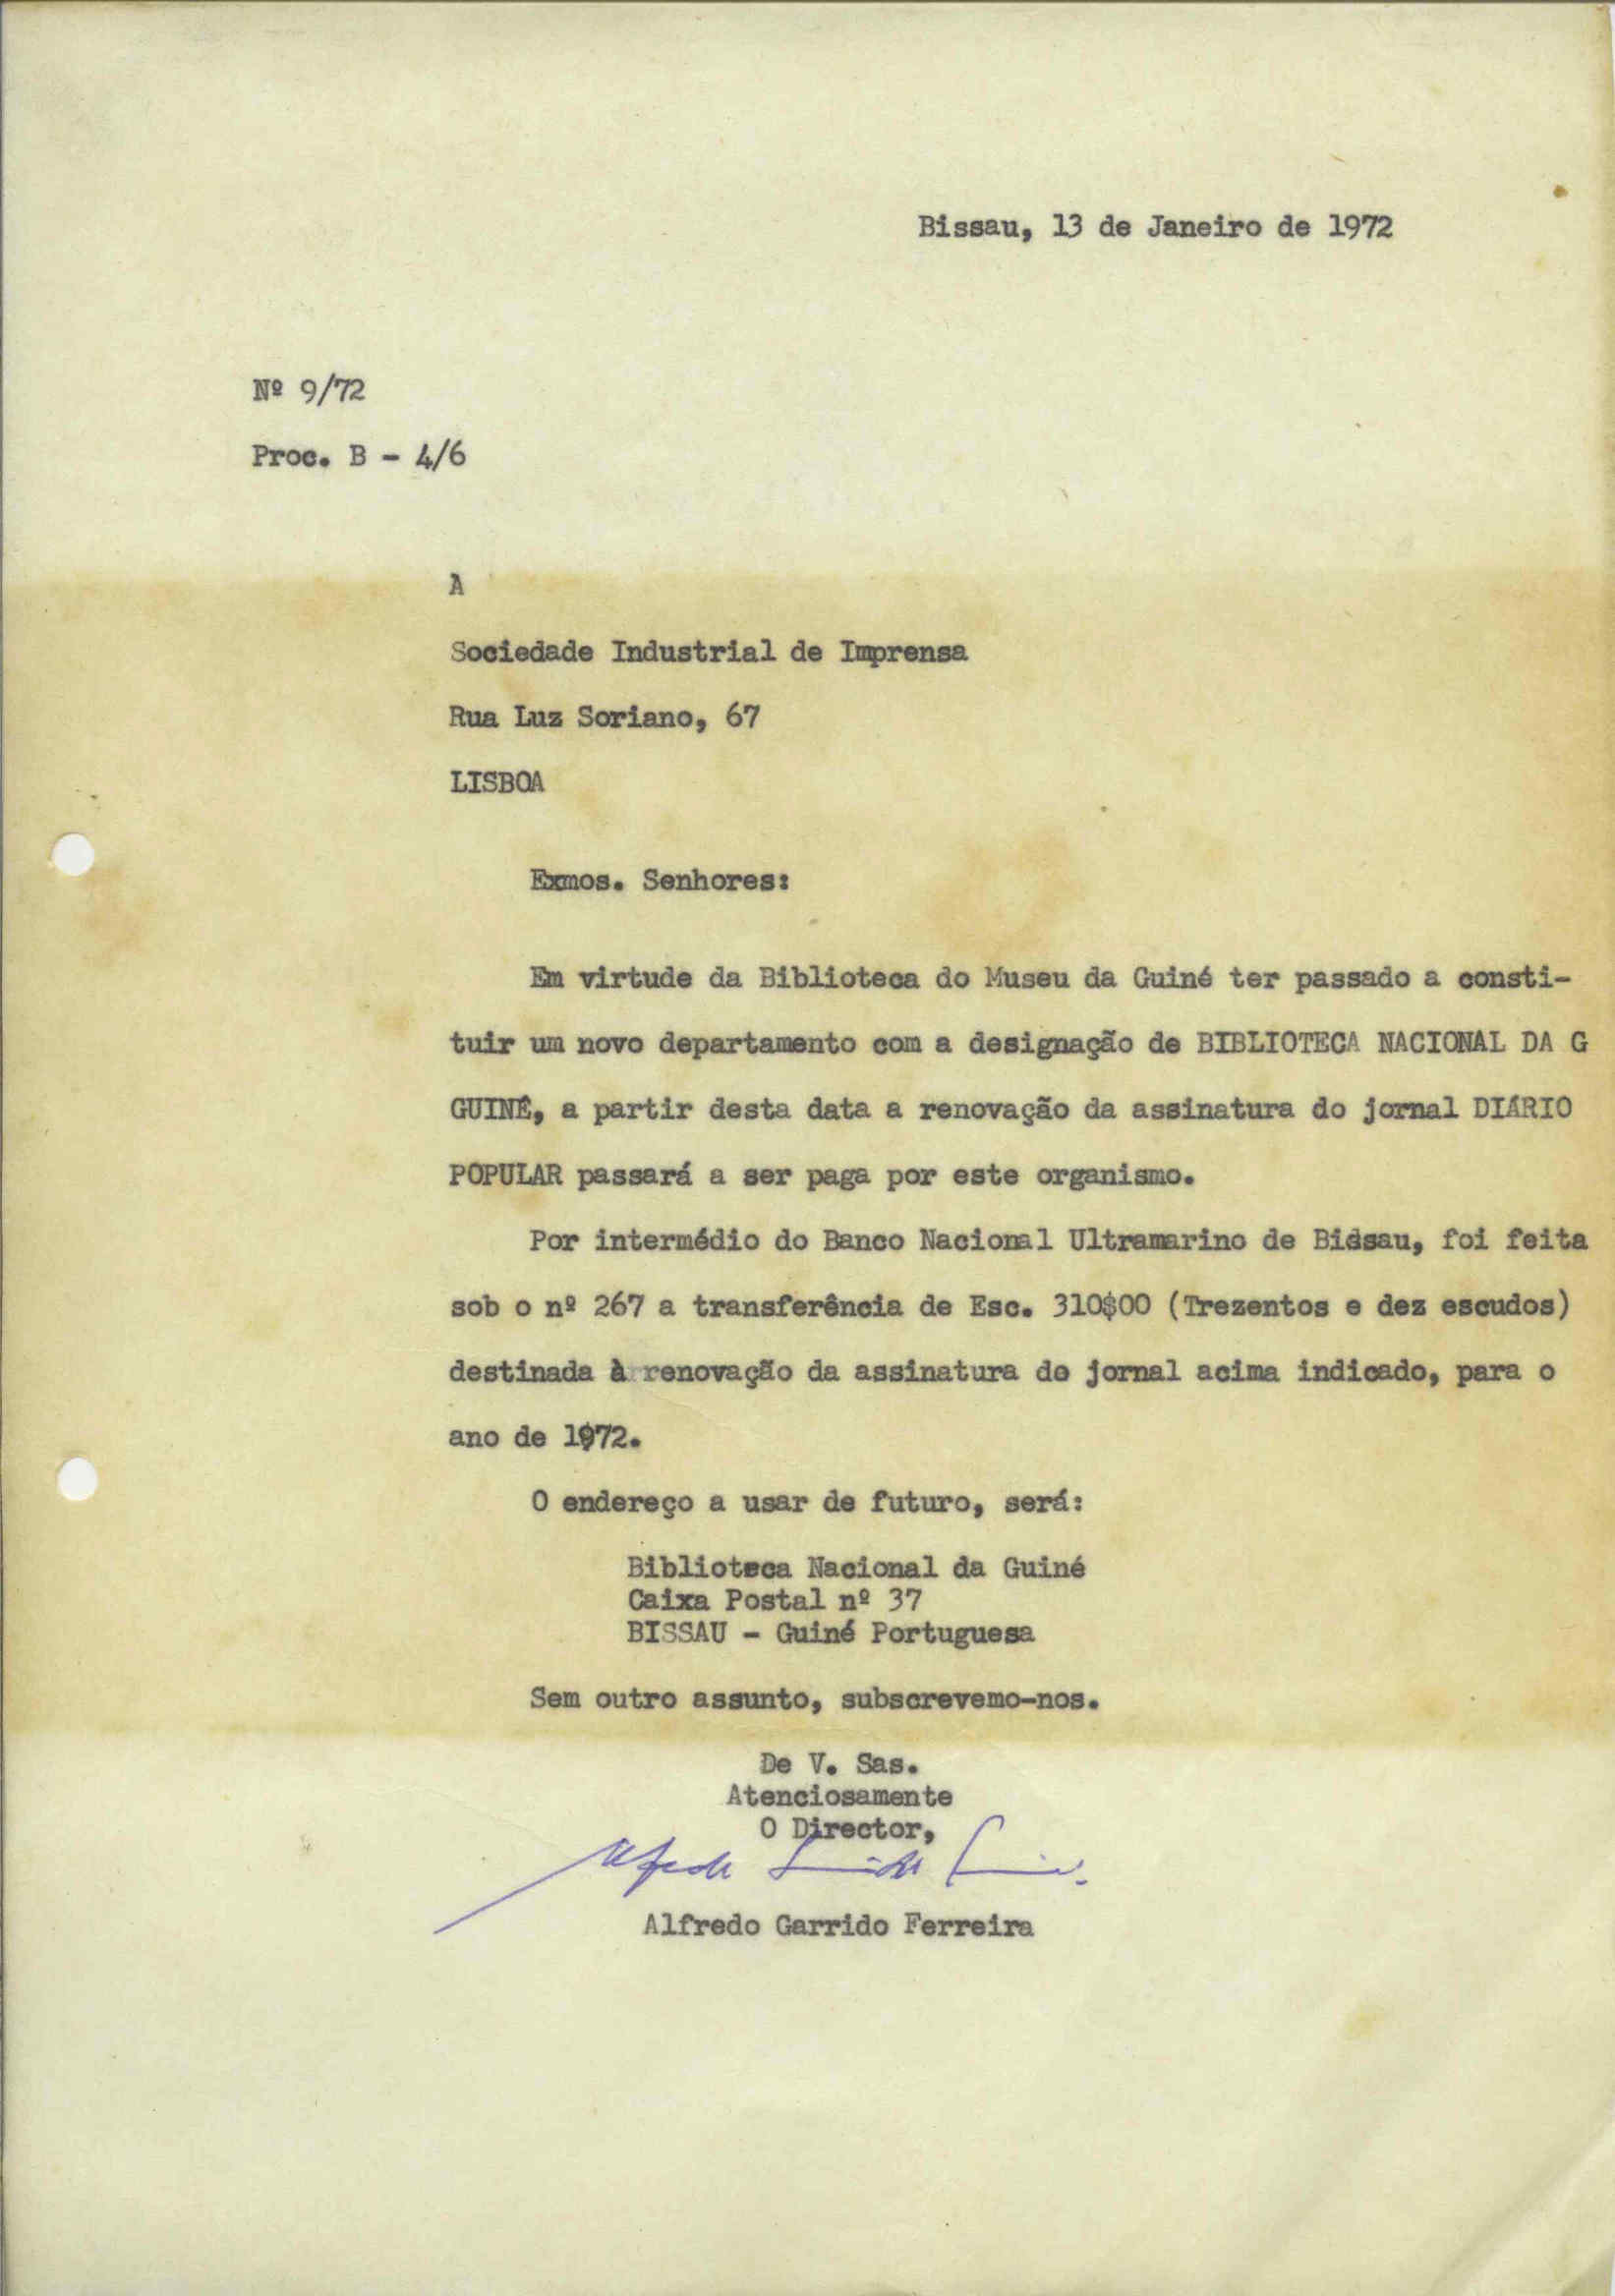 Bissau, 13 de Janeiro de 1972
Nº 9/72
Proc. B - 4/6
A
Sociedade Industrial de Imprensa
Rua Luz Soriano, 67
LISBOA
Exmos. Senhores:
Em virtude da Biblioteca do Museu da Guiné ter passado a consti-
tuir um novo departamento com a designação de BIBLIOTECA NACIONAL DA G
GUINÉ, a partir desta data a renovação da assinatura do jornal DIÁRIO
POPULAR passará a ser paga por este organismo.
Por intermédio do Banco Nacional Ultramarino de Bissau, foi feita
sob o nº 267 a transferência de Esc. 310$00 (Trezentos e dez escudos)
destinada à renovação da assinatura do jornal acima indicado, para o
ano de 1972.
O endereço a usar de futuro, será:
Biblioteca Nacional da Guiné
Caixa Postal nº 37
BISSAU - Guiné Portuguesa
Sem outro assunto, subscrevemo-nos.
De V. Sas.
Atenciosamente
O Director,
Alfredo Garrido Ferreira